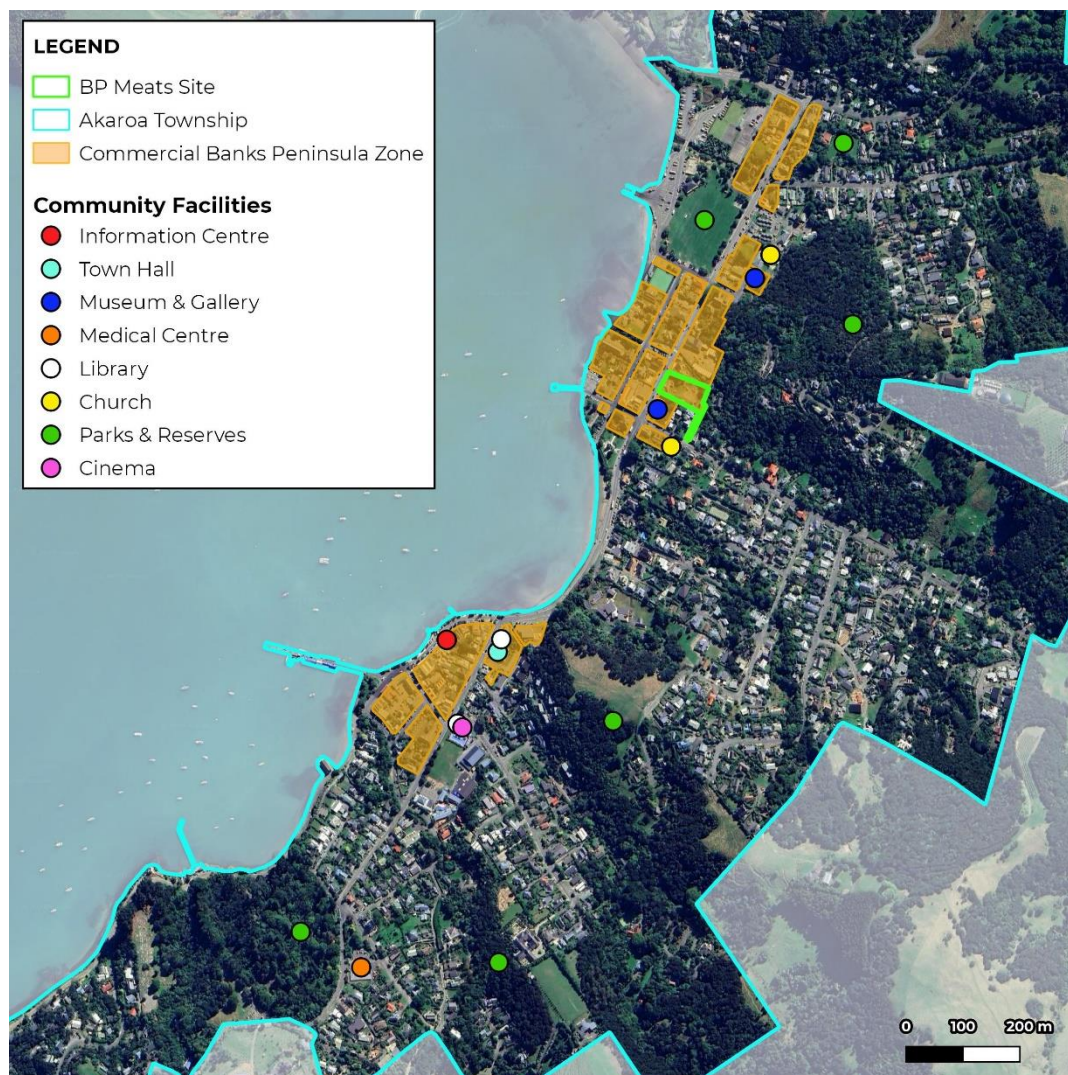 LEGEND
BP Meats Site
Akaroa Township
Commercial Banks Peninsula Zone
Community Facilities
Information Centre
Town Hall
Museum & Gallery
Medical Centre
Library
Church
Parks & Reserves
Cinema
0 100 200 m